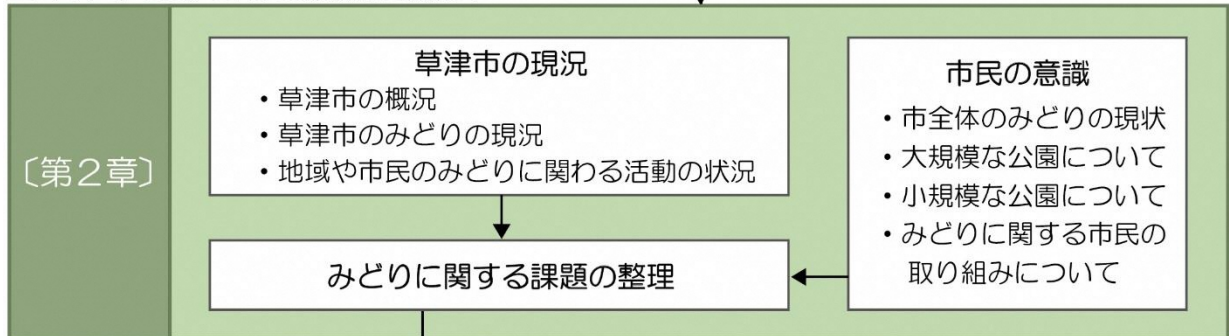 〔第2章〕
草津市の現況
・草津市の概況
・草津市のみどりの現況
・地域や市民のみどりに関わる活動の状況
市民の意識
・市全体のみどりの現状
・大規模な公園について
・小規模な公園について
・みどりに関する市民の
取り組みについて
みどりに関する課題の整理